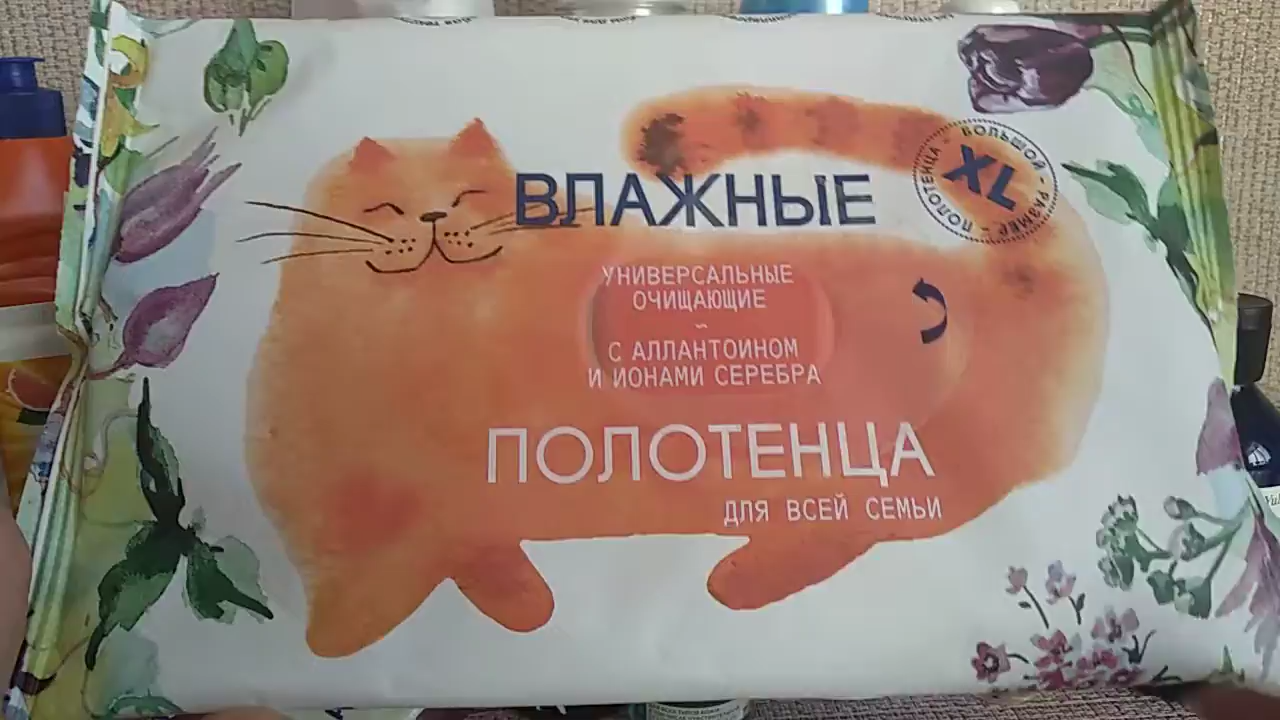 ВЛАЖНЫЕ
БОЛЬШОЙ - РАЗМЕР - ПОЛОТЕНЦА -
XL
УНИВЕРСАЛЬНЫЕ
ОЧИЩАЮЩИЕ
~
С АЛЛАНТОИНОМ
И ИОНАМИ СЕРЕБРА
ПОЛОТЕНЦА
ДЛЯ ВСЕЙ СЕМЬИ